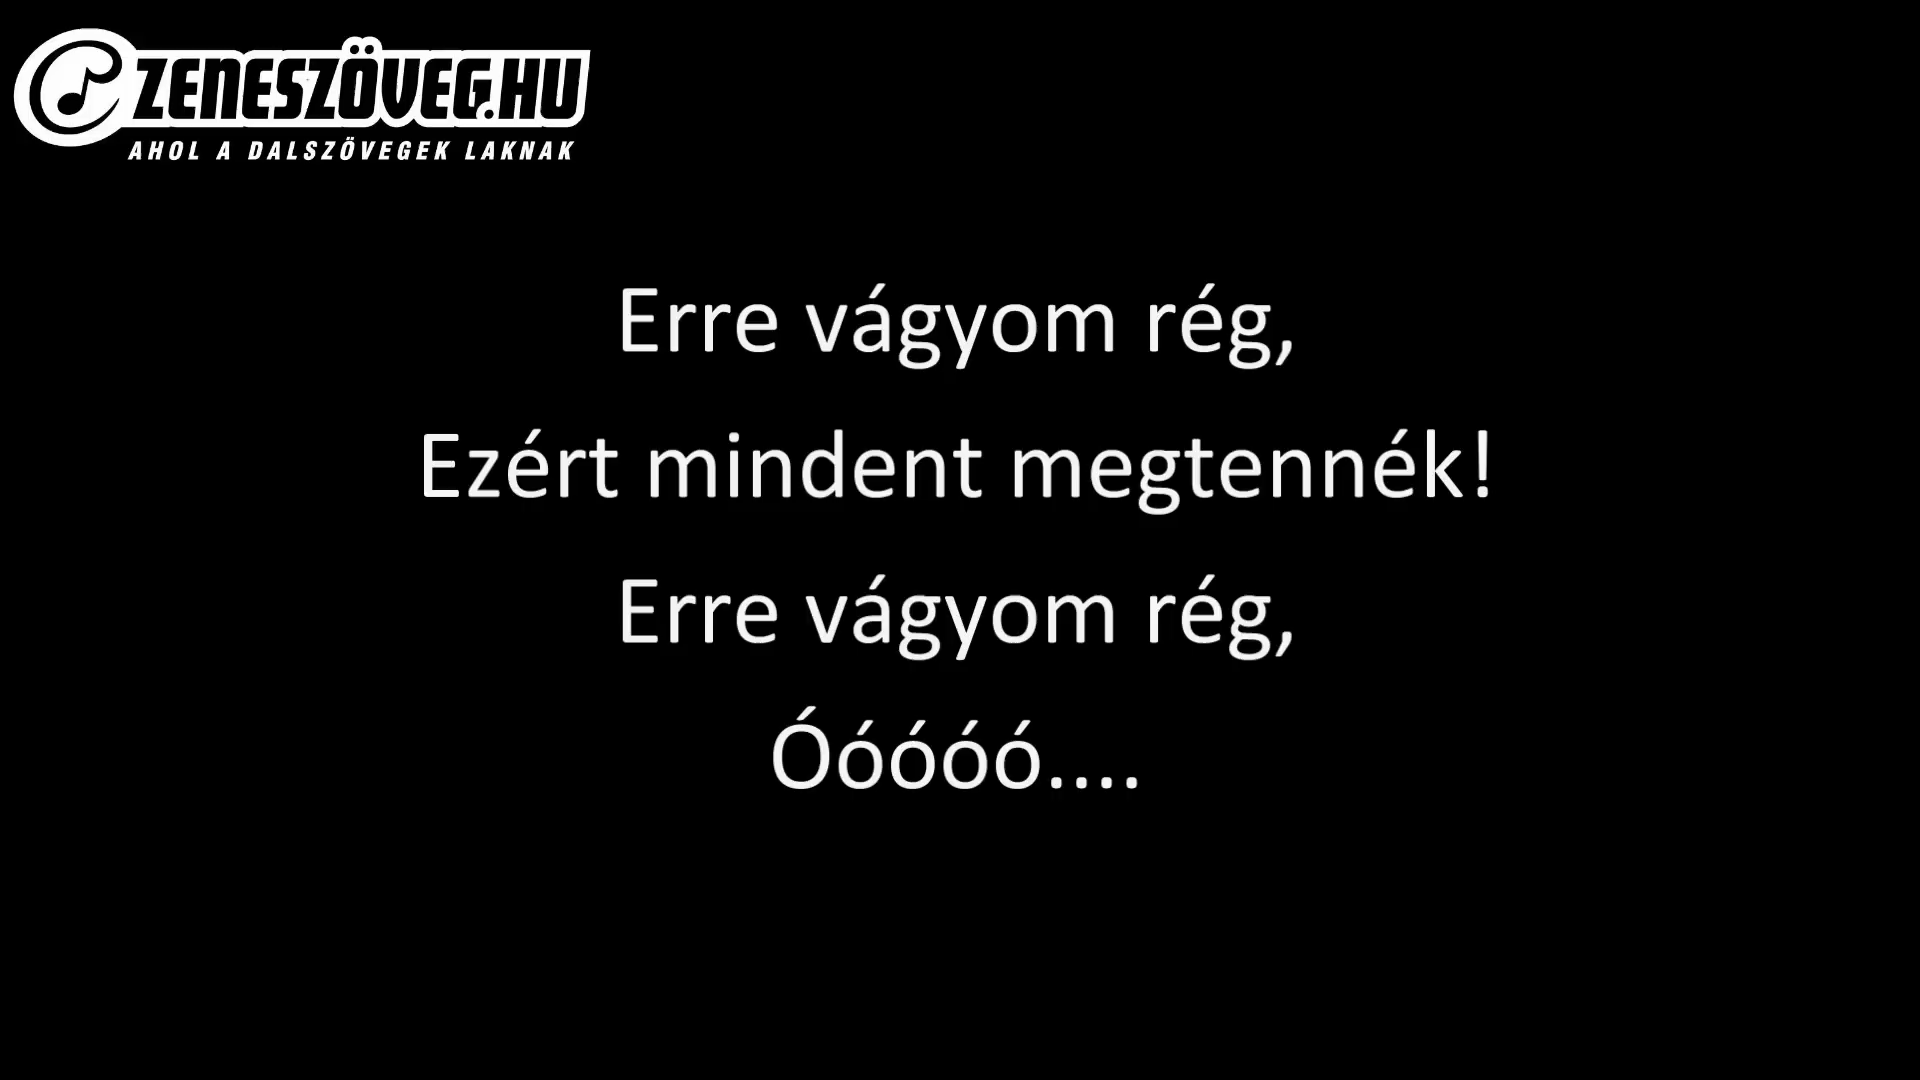 ZENESZÖVEG.HU
AHOL A DALSZÖVEGEK LAKNAK
Erre vágyom rég,
Ezért mindent megtennék!
Erre vágyom rég,
Óóóóó....